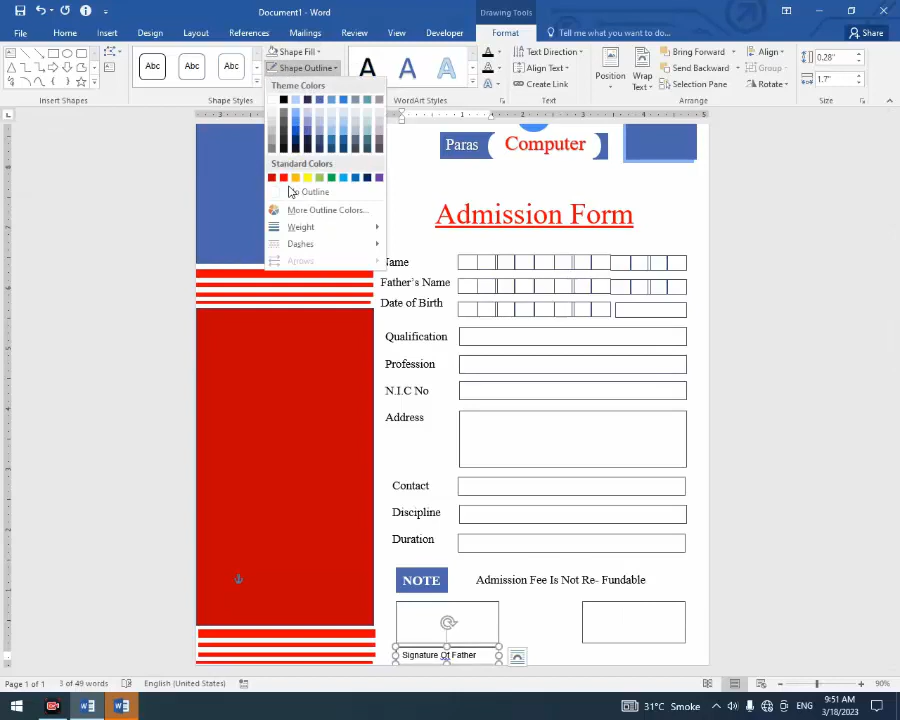 Document1 - Word
Drawing Tools
File Home Insert Design Layout References Mailings Review View Developer Format Tell me what you want to do... Share
Shape Fill
Shape Outline
Abc Abc Abc
A A A
Text Direction
Align Text
Create Link
Position
Wrap Text
Bring Forward
Send Backward
Selection Pane
Align
Group
Rotate
0.28"
1.7"
Insert Shapes Shape Styles WordArt Styles Text Arrange Size
Theme Colors
Standard Colors
Outline
More Outline Colors...
Weight
Dashes
Arrows
Paras Computer
Admission Form
Name
Father's Name
Date of Birth
Qualification
Profession
N.I.C No
Address
Contact
Discipline
Duration
NOTE Admission Fee Is Not Re- Fundable
Signature Of Father
Page 1 of 1 3 of 49 words English (United States) 90%
31°C Smoke ENG 9:51 AM
3/18/2023